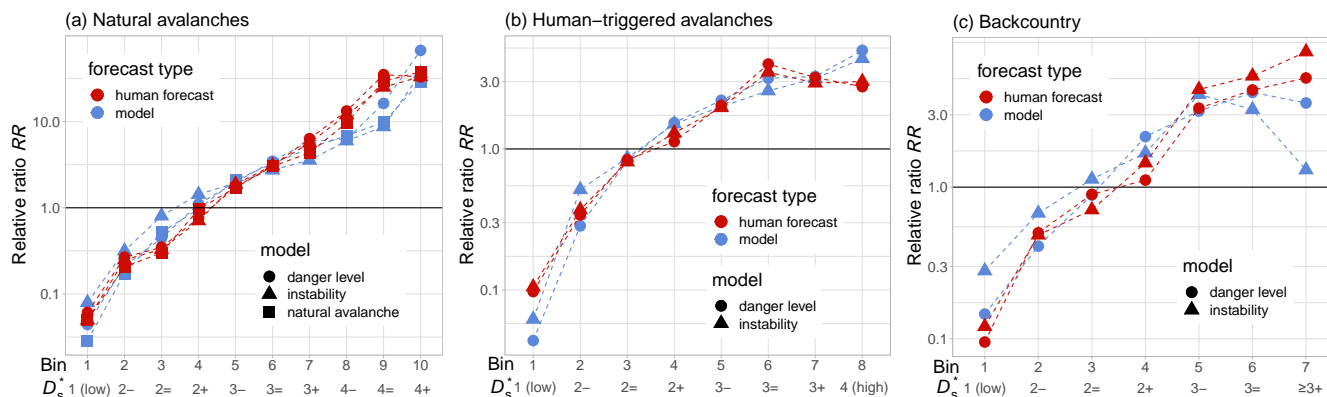 (a) Natural avalanches
Relative ratio RR
10.0
1.0
0.1
forecast type
human forecast
model
model
danger level
instability
natural avalanche
Bin 1 2 3 4 5 6 7 8 9 10
D*s 1 (low) 2− 2= 2+ 3− 3= 3+ 4− 4= 4+
(b) Human−triggered avalanches
Relative ratio RR
3.0
1.0
0.3
0.1
forecast type
human forecast
model
model
danger level
instability
Bin 1 2 3 4 5 6 7 8
D*s 1 (low) 2− 2= 2+ 3− 3= 3+ 4 (high)
(c) Backcountry
Relative ratio RR
3.0
1.0
0.3
0.1
forecast type
human forecast
model
model
danger level
instability
Bin 1 2 3 4 5 6 7
D*s 1 (low) 2− 2= 2+ 3− 3= ≥3+